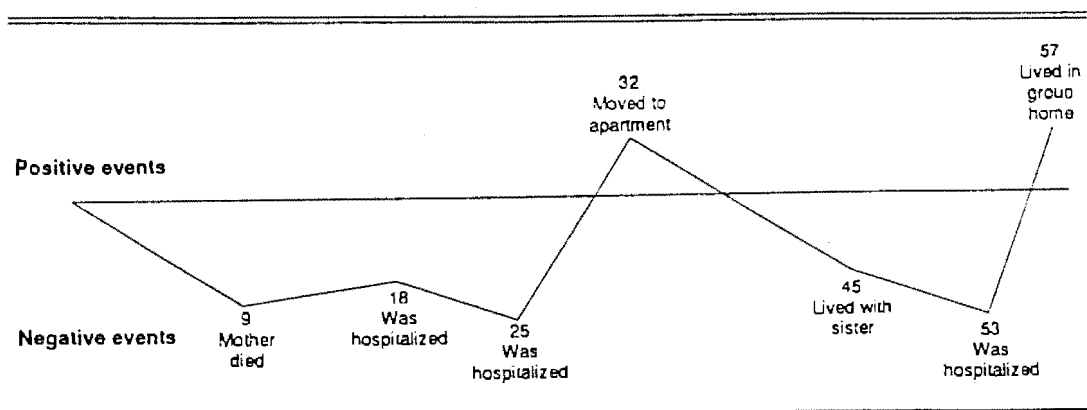 57
Lived in
group
home
32
Moved to
apartment
Positive events
Negative events
9
Mother
died
18
Was
hospitalized
25
Was
hospitalized
45
Lived with
sister
53
Was
hospitalized